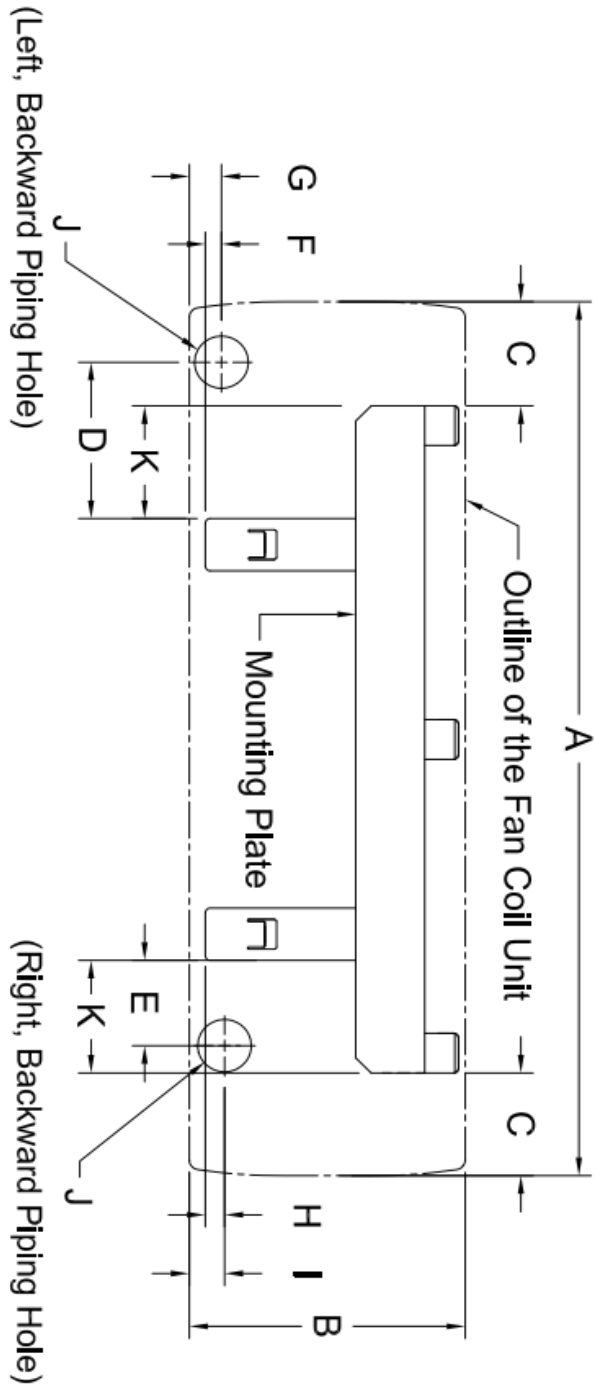 A
C
Outline of the Fan Coil Unit
C
Mounting Plate
B
K
K
D
E
F
H
G
I
J
J
(Left, Backward Piping Hole)
(Right, Backward Piping Hole)